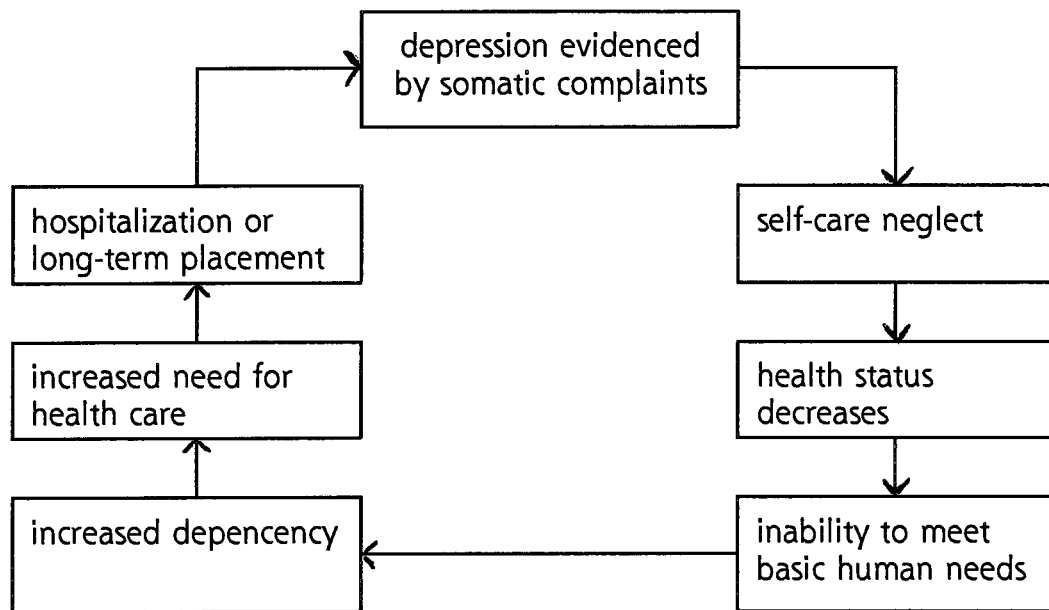 depression evidenced
by somatic complaints
self-care neglect
health status
decreases
inability to meet
basic human needs
increased depencency
increased need for
health care
hospitalization or
long-term placement